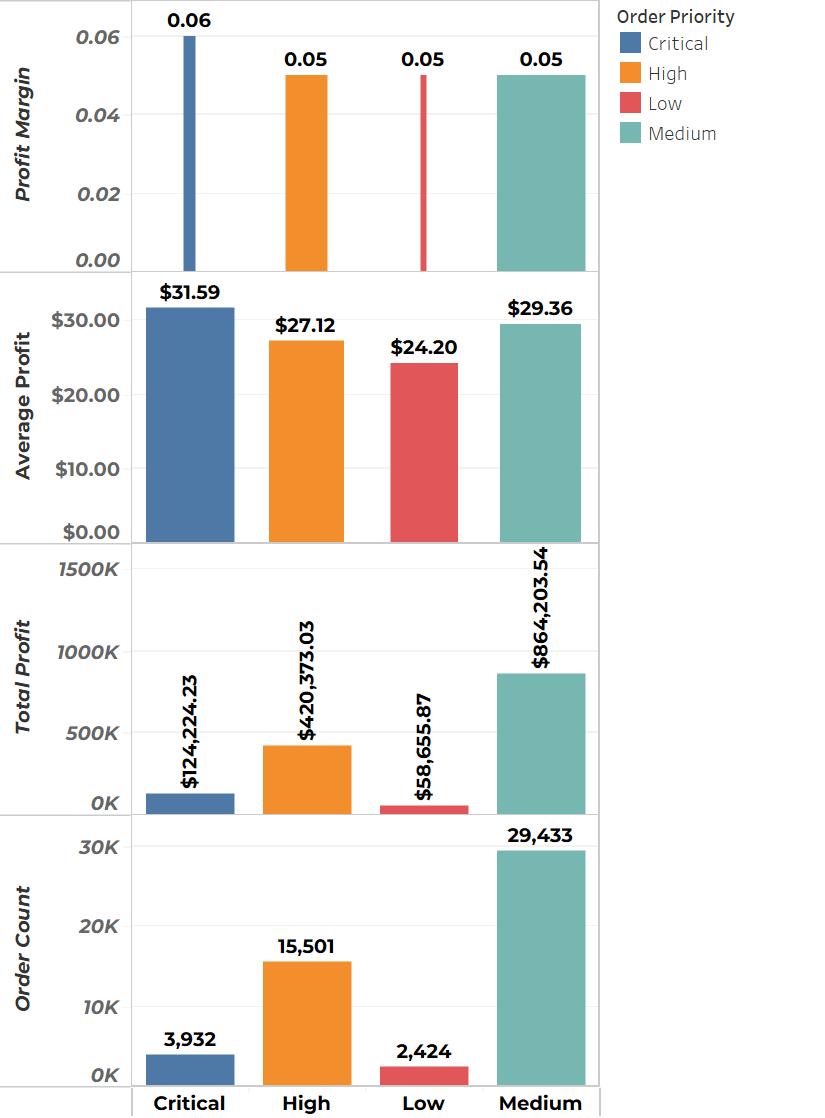 Order Priority
Critical
High
Low
Medium
Profit Margin
0.06
0.04
0.02
0.00
0.06
0.05
0.05
0.05
Average Profit
$30.00
$20.00
$10.00
$0.00
$31.59
$27.12
$24.20
$29.36
Total Profit
1500K
1000K
500K
0K
$124,224.23
$420,373.03
$58,655.87
$864,203.54
Order Count
30K
20K
10K
0K
3,932
15,501
2,424
29,433
Critical
High
Low
Medium